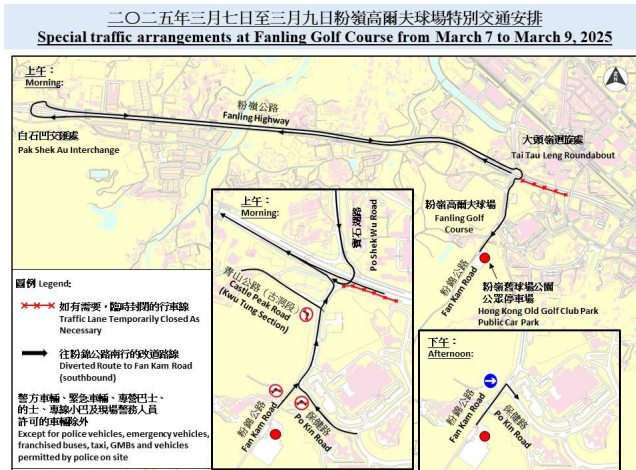 二〇二五年三月七日至三月九日粉嶺高爾夫球場特別交通安排
Special traffic arrangements at Fanling Golf Course from March 7 to March 9, 2025
上午：
Morning:
粉嶺公路
Fanling Highway
白石凹交匯處
Pak Shek Au Interchange
大頭嶺迴旋處
Tai Tau Leng Roundabout
粉嶺高爾夫球場
Fanling Golf
Course
粉錦公路
Fan Kam Road
粉嶺舊球場公園
公眾停車場
Hong Kong Old Golf Club Park
Public Car Park
上午：
Morning:
寶石湖路
Po Shek Wu Road
青山公路（古洞段）
Castle Peak Road
(Kwu Tung Section)
粉錦公路
Fan Kam Road
保健路
Po Kin Road
下午：
Afternoon:
粉錦公路
Fan Kam Road
保健路
Po Kin Road
圖例 Legend:
如有需要，臨時封閉的行車線
Traffic Lane Temporarily Closed As
Necessary
往粉錦公路南行的改道路線
Diverted Route to Fan Kam Road
(southbound)
警方車輛、緊急車輛、專營巴士、
的士、專線小巴及現場警務人員
許可的車輛除外
Except for police vehicles, emergency vehicles,
franchised buses, taxi, GMBs and vehicles
permitted by police on site